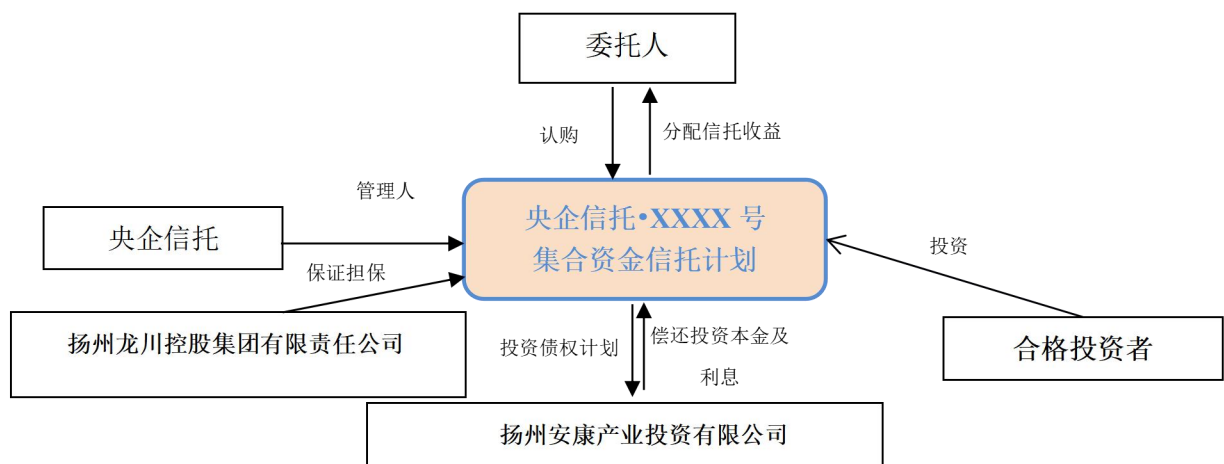 委托人
认购
分配信托收益
管理人
央企信托•XXXX 号
集合资金信托计划
央企信托
投资
保证担保
扬州龙川控股集团有限责任公司
投资债权计划
偿还投资本金及
利息
合格投资者
扬州安康产业投资有限公司